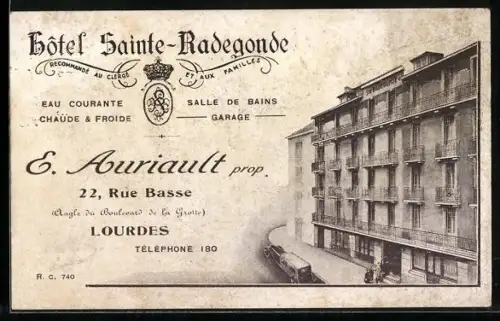 Hôtel Sainte-Radegonde
RECOMMANDÉ AU CLERGÉ ET AUX FAMILLES
EAU COURANTE
CHAUDE & FROIDE
SALLE DE BAINS
GARAGE
E. Auriault prop.
22, Rue Basse
(Angle du Boulevard de la Grotte)
LOURDES
TÉLÉPHONE 180
R. C. 740